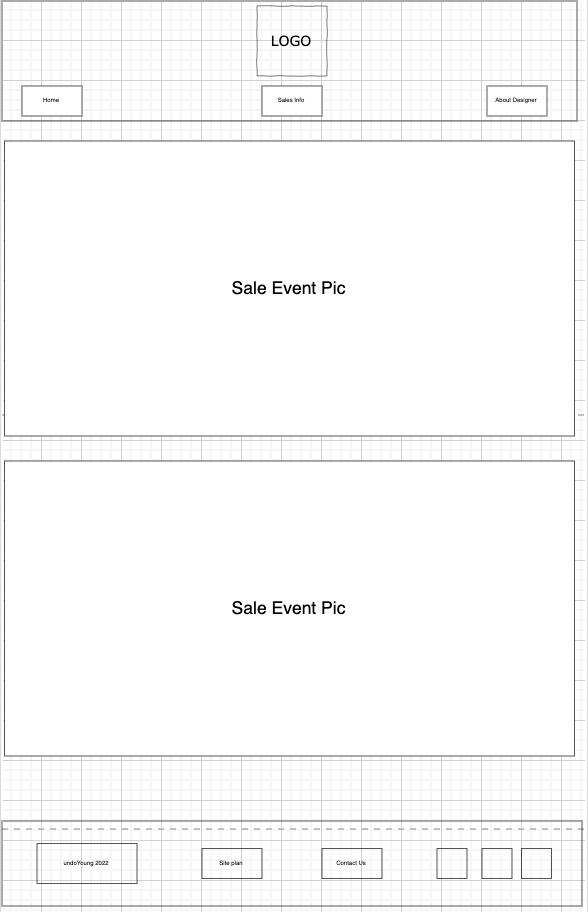 LOGO
Home
Sales Info
About Designer
Sale Event Pic
Sale Event Pic
undoYoung 2022
Site plan
Contact Us